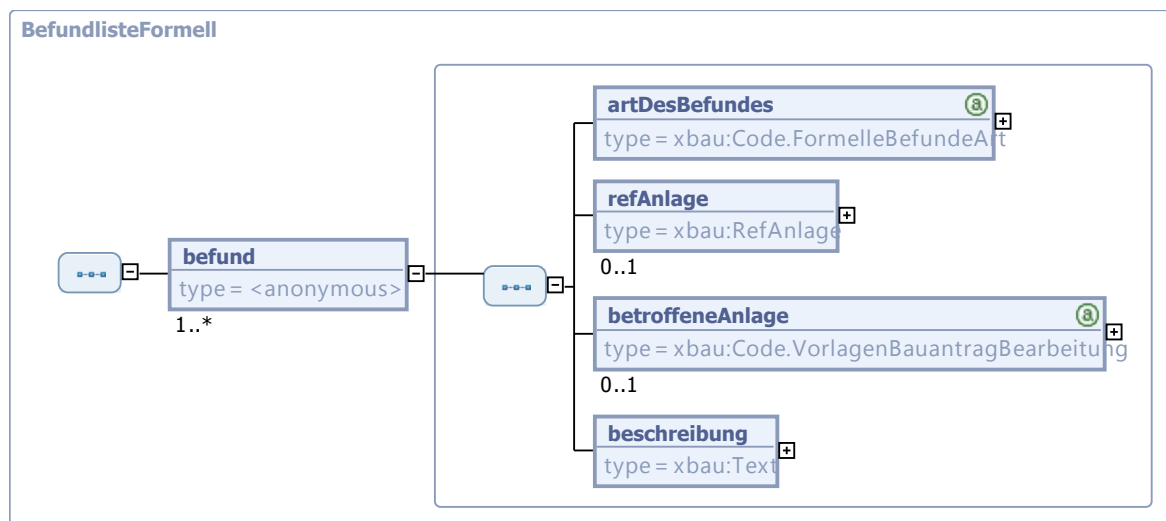 BefundlisteFormell
artDesBefundes
type = xbau:Code.FormelleBefundeArt
refAnlage
type = xbau:RefAnlage
0..1
befund
type = <anonymous>
1..*
betroffeneAnlage
type = xbau:Code.VorlagenBauantragBearbeitung
0..1
beschreibung
type = xbau:Text